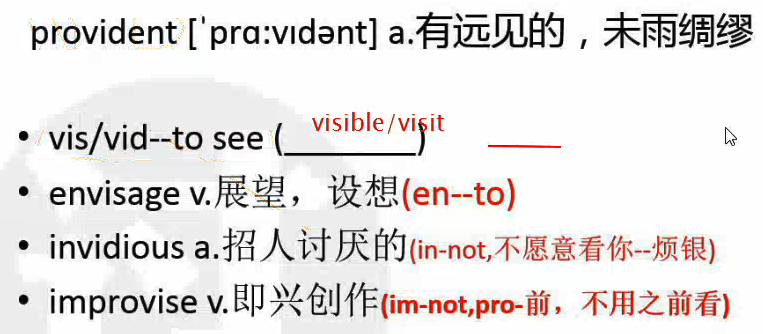 provident [ˈprɑ:vɪdənt] a.有远见的，未雨绸缪
• vis/vid--to see (________) visible/visit
• envisage v.展望，设想(en--to)
• invidious a.招人讨厌的(in-not,不愿意看你--烦银)
• improvise v.即兴创作(im-not,pro-前，不用之前看)